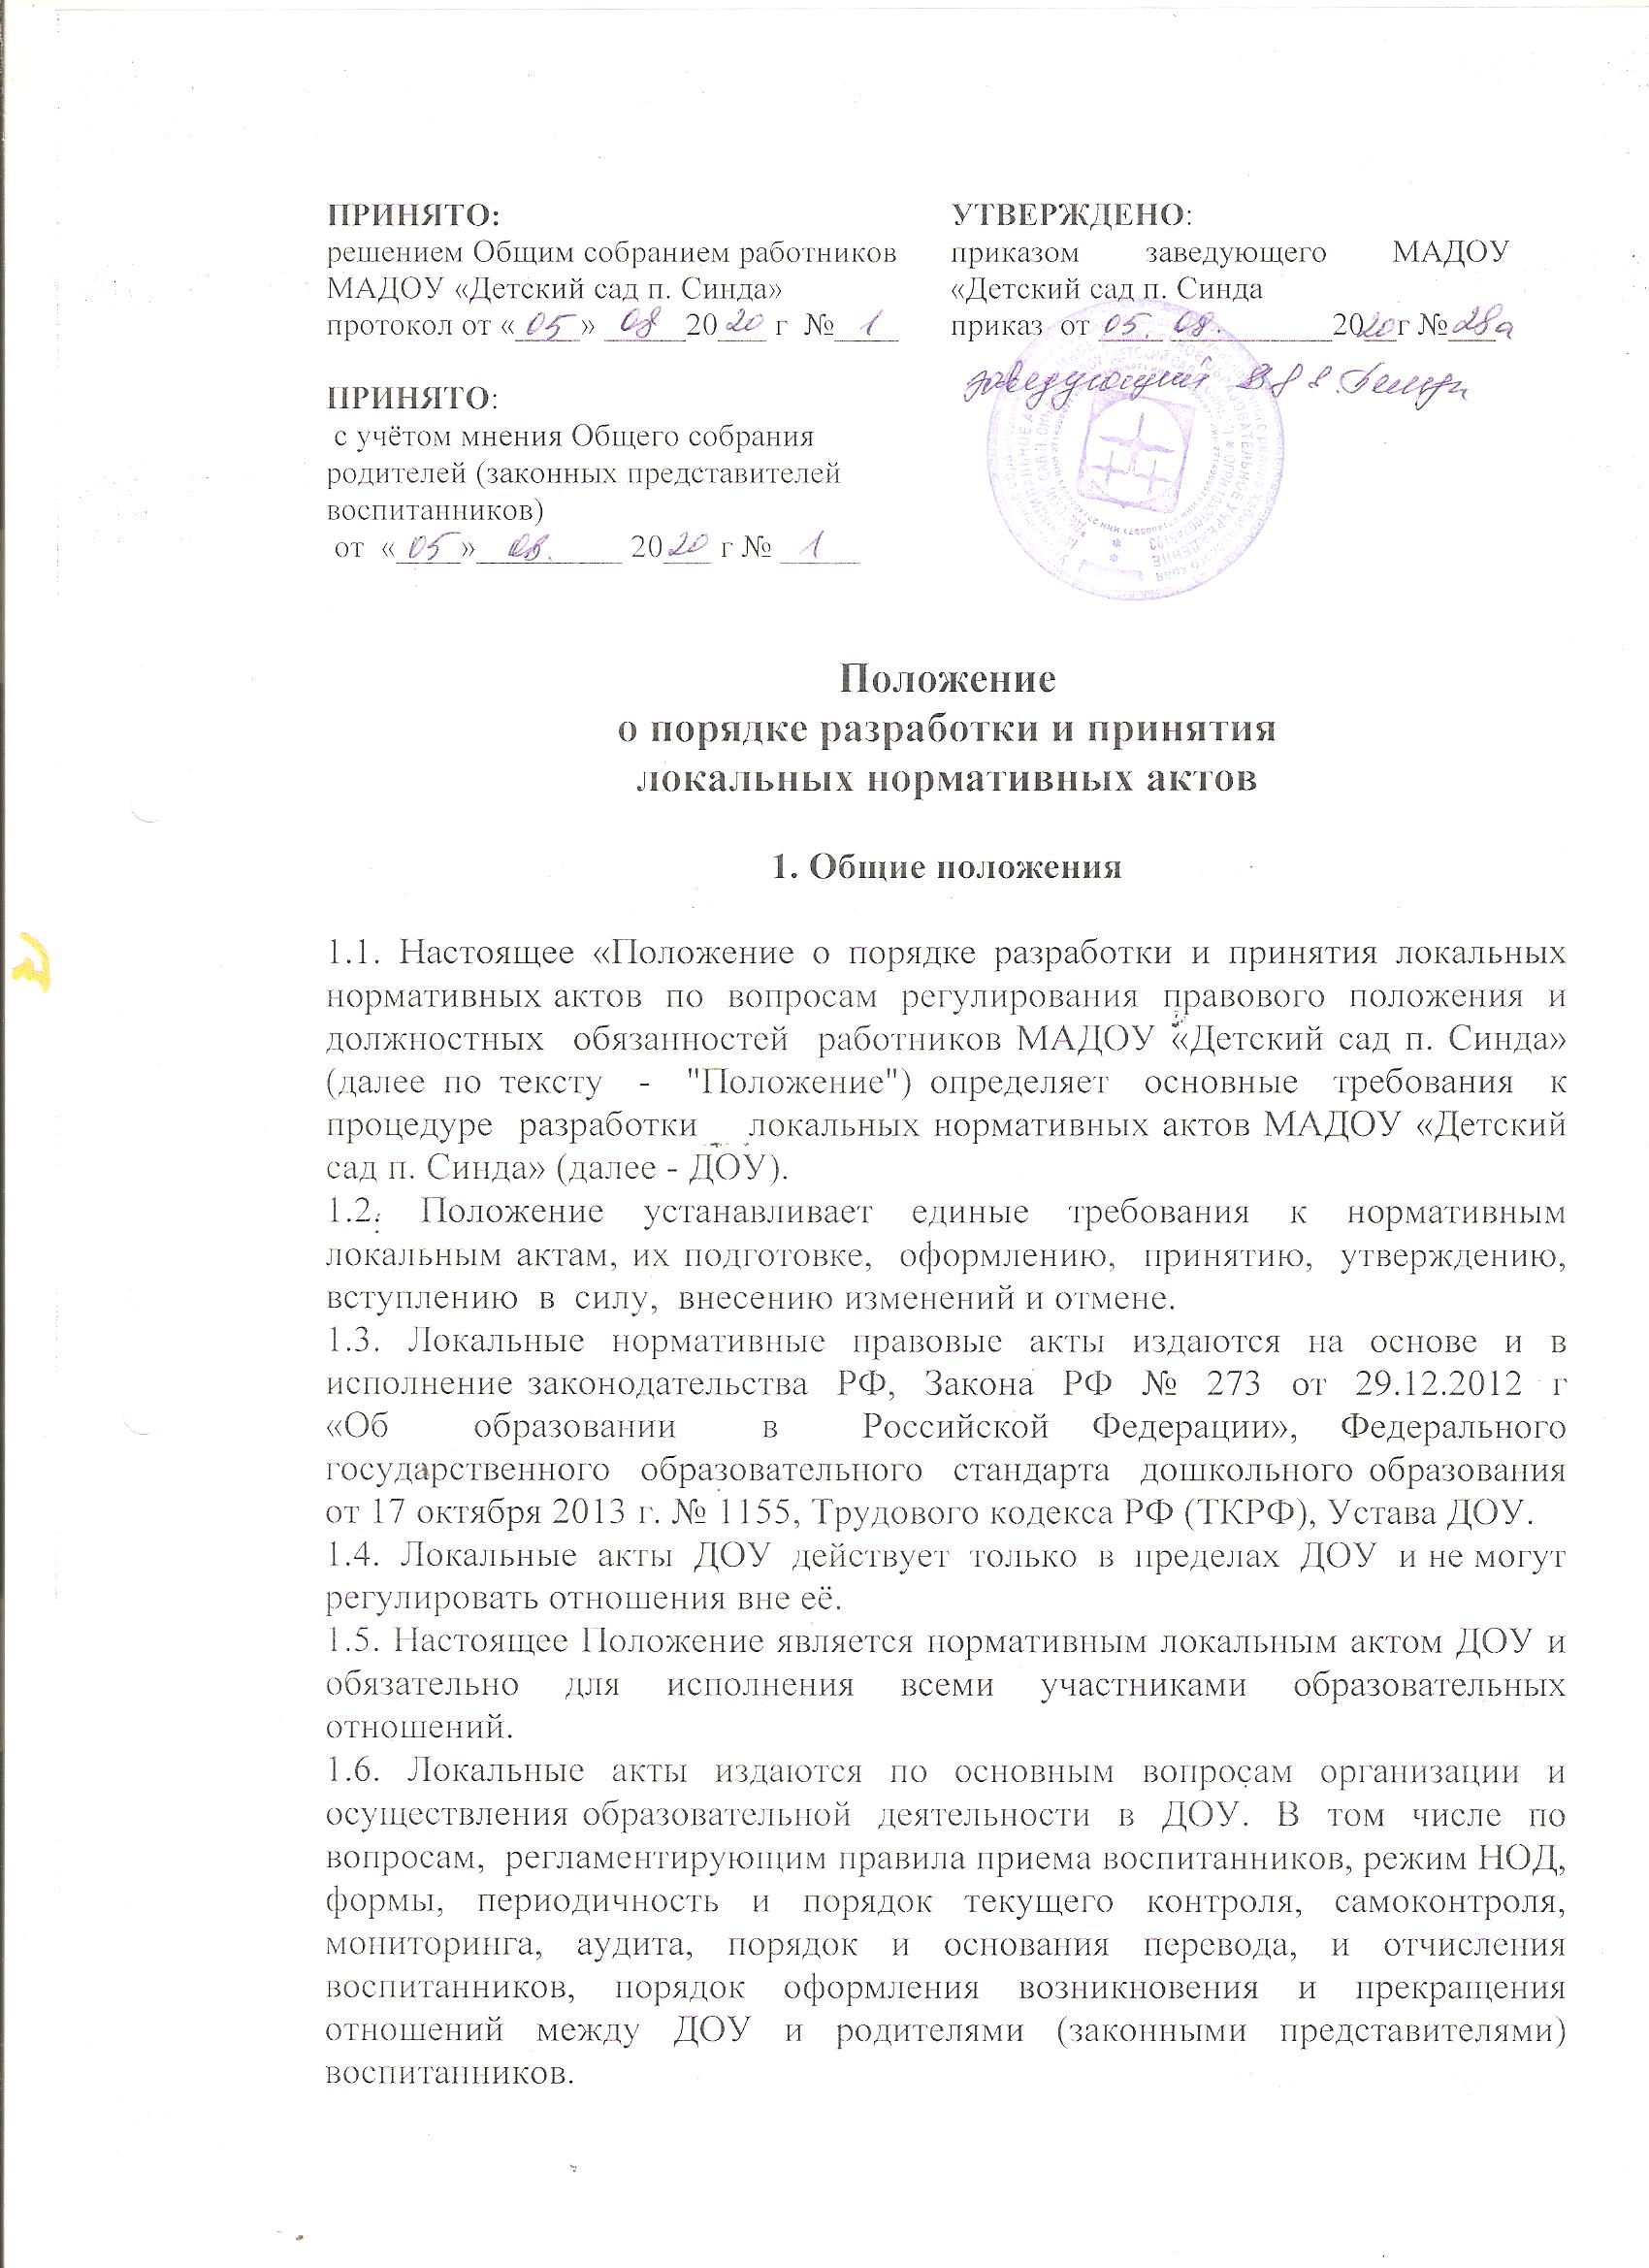 ПРИНЯТО:
решением Общим собранием работников
МАДОУ «Детский сад п. Синда»
протокол от «05» 08 2020 г №1
ПРИНЯТО:
с учётом мнения Общего собрания
родителей (законных представителей
воспитанников)
от «05» 08. 2020 г № 1
УТВЕРЖДЕНО:
приказом заведующего МАДОУ
«Детский сад п. Синда
приказ от 05. 08. 2020г №28а
заведующий
Положение
о порядке разработки и принятия
локальных нормативных актов
1. Общие положения
1.1. Настоящее «Положение о порядке разработки и принятия локальных
нормативных актов по вопросам регулирования правового положения и
должностных обязанностей работников МАДОУ «Детский сад п. Синда»
(далее по тексту - "Положение") определяет основные требования к
процедуре разработки локальных нормативных актов МАДОУ «Детский
сад п. Синда» (далее - ДОУ).
1.2. Положение устанавливает единые требования к нормативным
локальным актам, их подготовке, оформлению, принятию, утверждению,
вступлению в силу, внесению изменений и отмене.
1.3. Локальные нормативные правовые акты издаются на основе и в
исполнение законодательства РФ, Закона РФ № 273 от 29.12.2012 г
«Об образовании в Российской Федерации», Федерального
государственного образовательного стандарта дошкольного образования
от 17 октября 2013 г. № 1155, Трудового кодекса РФ (ТКРФ), Устава ДОУ.
1.4. Локальные акты ДОУ действует только в пределах ДОУ и не могут
регулировать отношения вне её.
1.5. Настоящее Положение является нормативным локальным актом ДОУ и
обязательно для исполнения всеми участниками образовательных
отношений.
1.6. Локальные акты издаются по основным вопросам организации и
осуществления образовательной деятельности в ДОУ. В том числе по
вопросам, регламентирующим правила приема воспитанников, режим НОД,
формы, периодичность и порядок текущего контроля, самоконтроля,
мониторинга, аудита, порядок и основания перевода, и отчисления
воспитанников, порядок оформления возникновения и прекращения
отношений между ДОУ и родителями (законными представителями)
воспитанников.